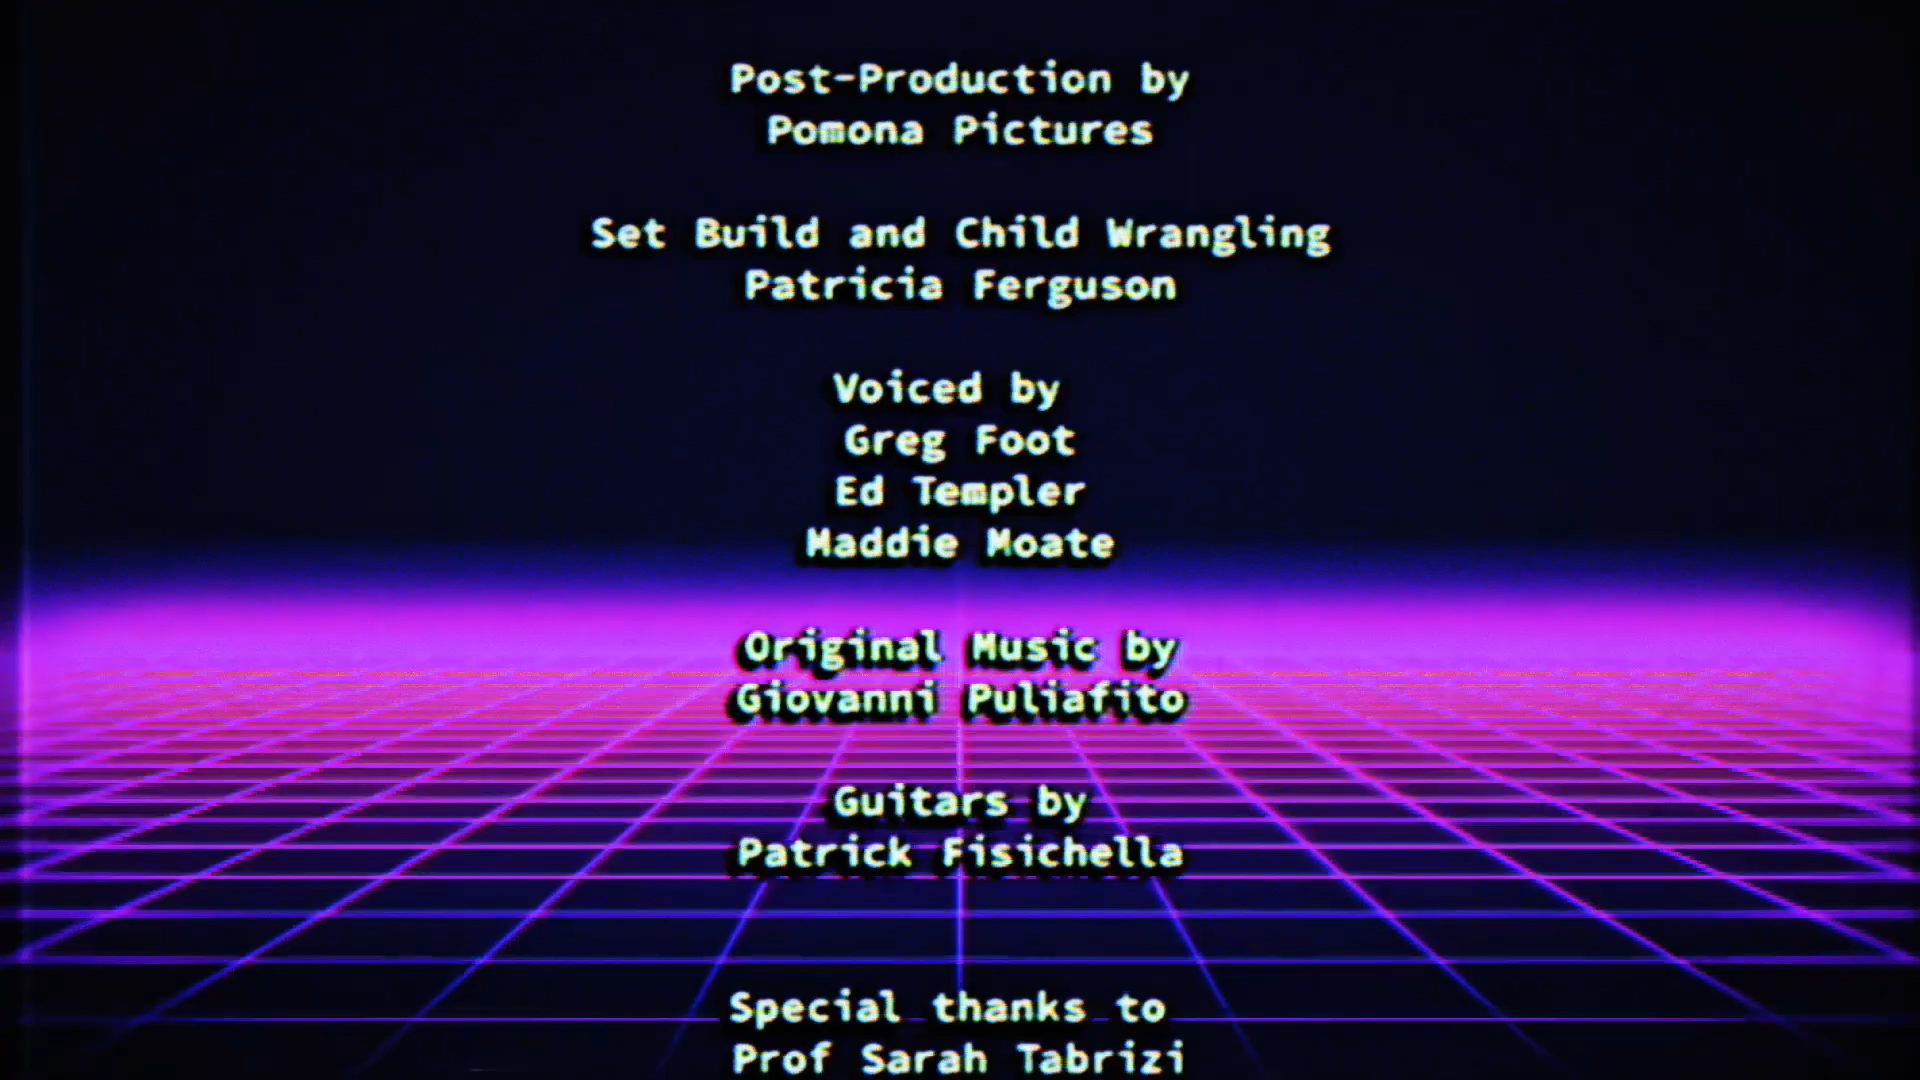 Post-Production by
Pomona Pictures
Set Build and Child Wrangling
Patricia Ferguson
Voiced by
Greg Foot
Ed Templer
Maddie Moate
Original Music by
Giovanni Puliafito
Guitars by
Patrick Fisichella
Special thanks to
Prof Sarah Tabrizi